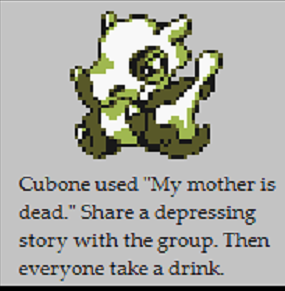 Cubone used "My mother is
dead." Share a depressing
story with the group. Then
everyone take a drink.